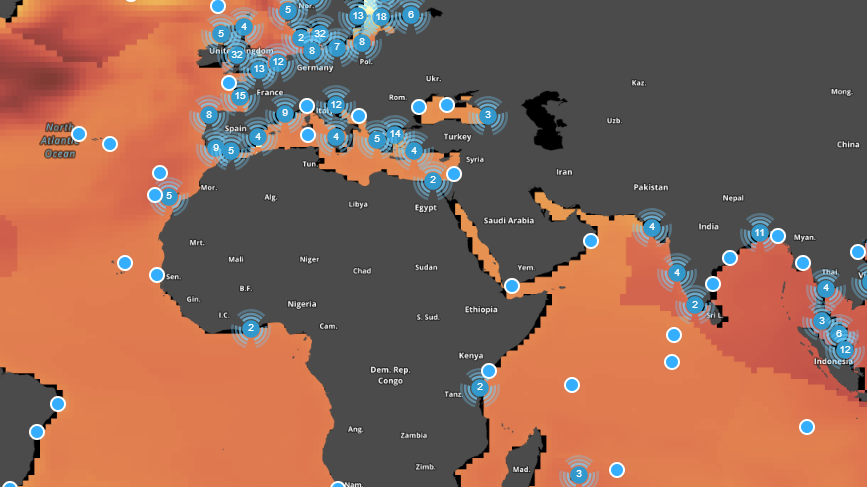 Nor.
13
18
6
5
5
4
2
32
United Kingdom
32
8
7
8
12
13
Pol.
Germany
Ukr.
Kaz.
Mong.
France
15
Rom.
12
Italy
9
8
3
Uzb.
North
Atlantic
Ocean
Spain
4
4
5
14
Turkey
China
9
5
4
Syria
Tun.
Iran
2
Pakistan
Mor.
5
Alg.
Libya
Egypt
Nepal
Saudi Arabia
4
India
11
Myan.
Mrt.
Mali
Niger
Chad
Sudan
Yem.
4
Thai.
Sen.
B.F.
4
Gin.
Nigeria
Ethiopia
2
I.C.
S. Sud.
Sri L.
2
Cam.
3
6
12
Kenya
Indonesia
Dem. Rep.
Congo
2
Tanz.
Ang.
Zambia
Zimb.
Mad.
3
Nam.